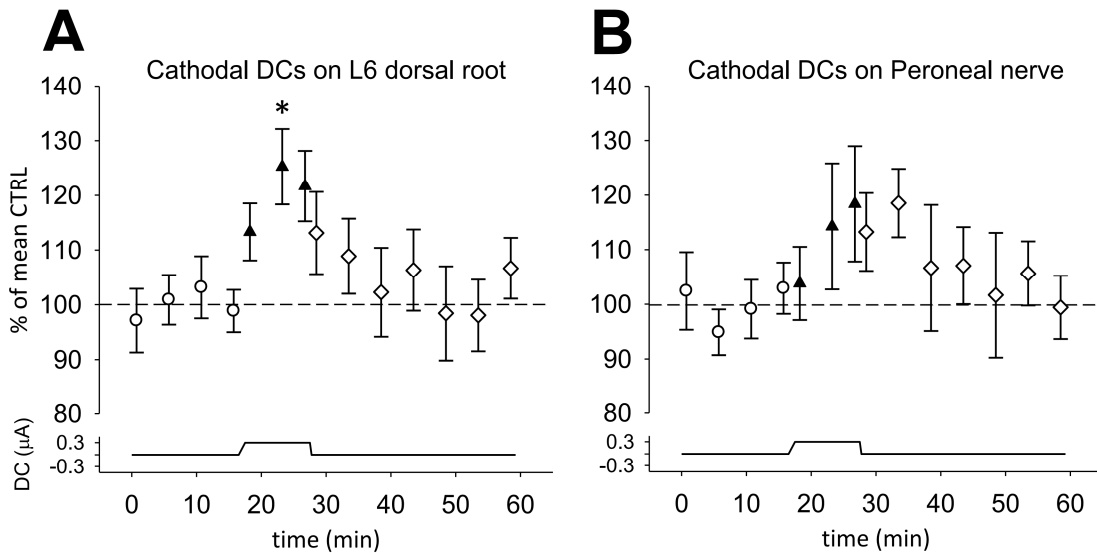 A
Cathodal DCs on L6 dorsal root
% of mean CTRL
140
130
120
110
100
90
80
*
DC (μA)
0.3
-0.3
0 10 20 30 40 50 60
time (min)
B
Cathodal DCs on Peroneal nerve
140
130
120
110
100
90
80
0.3
-0.3
0 10 20 30 40 50 60
time (min)